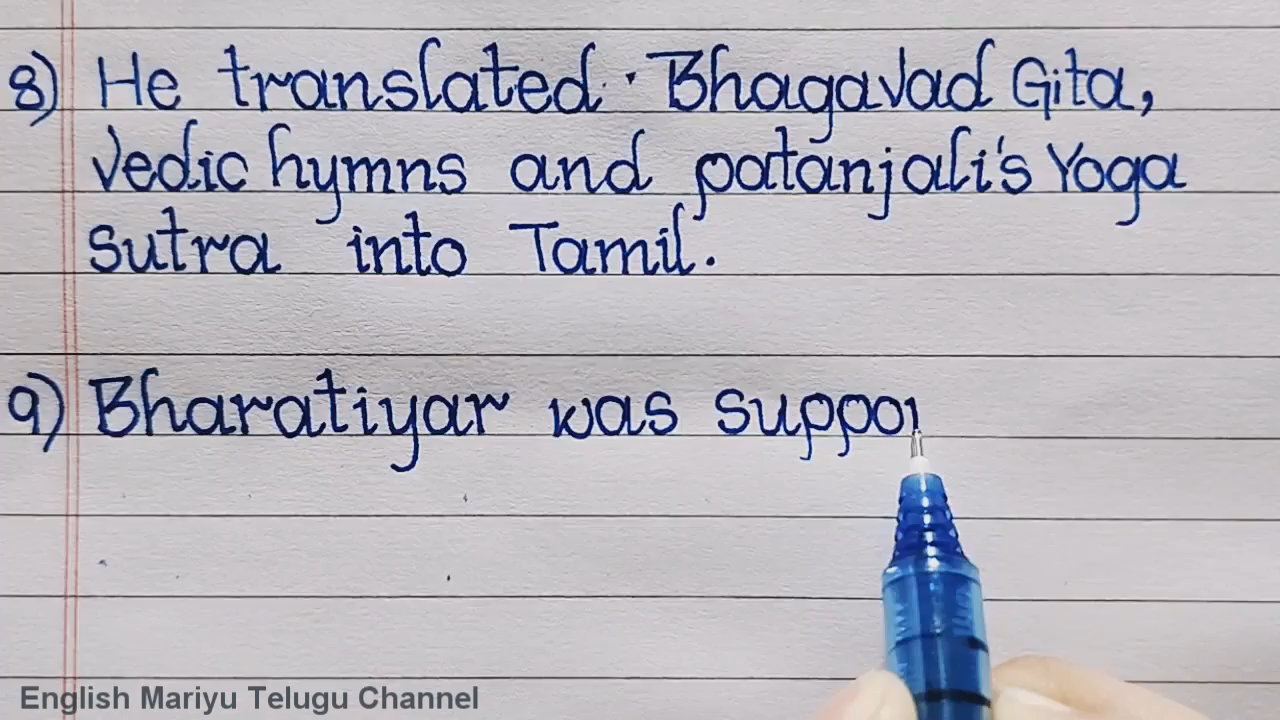 8) He translated. Bhagavad Gita,
Vedic hymns and patanjali's Yoga
Sutra into Tamil.
9) Bharatiyar was suppor
English Mariyu Telugu Channel